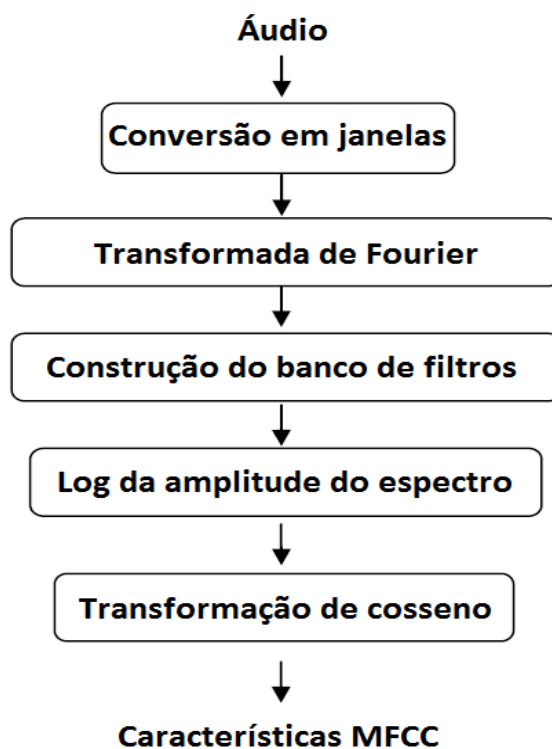 Áudio
Conversão em janelas
Transformada de Fourier
Construção do banco de filtros
Log da amplitude do espectro
Transformação de cosseno
Características MFCC